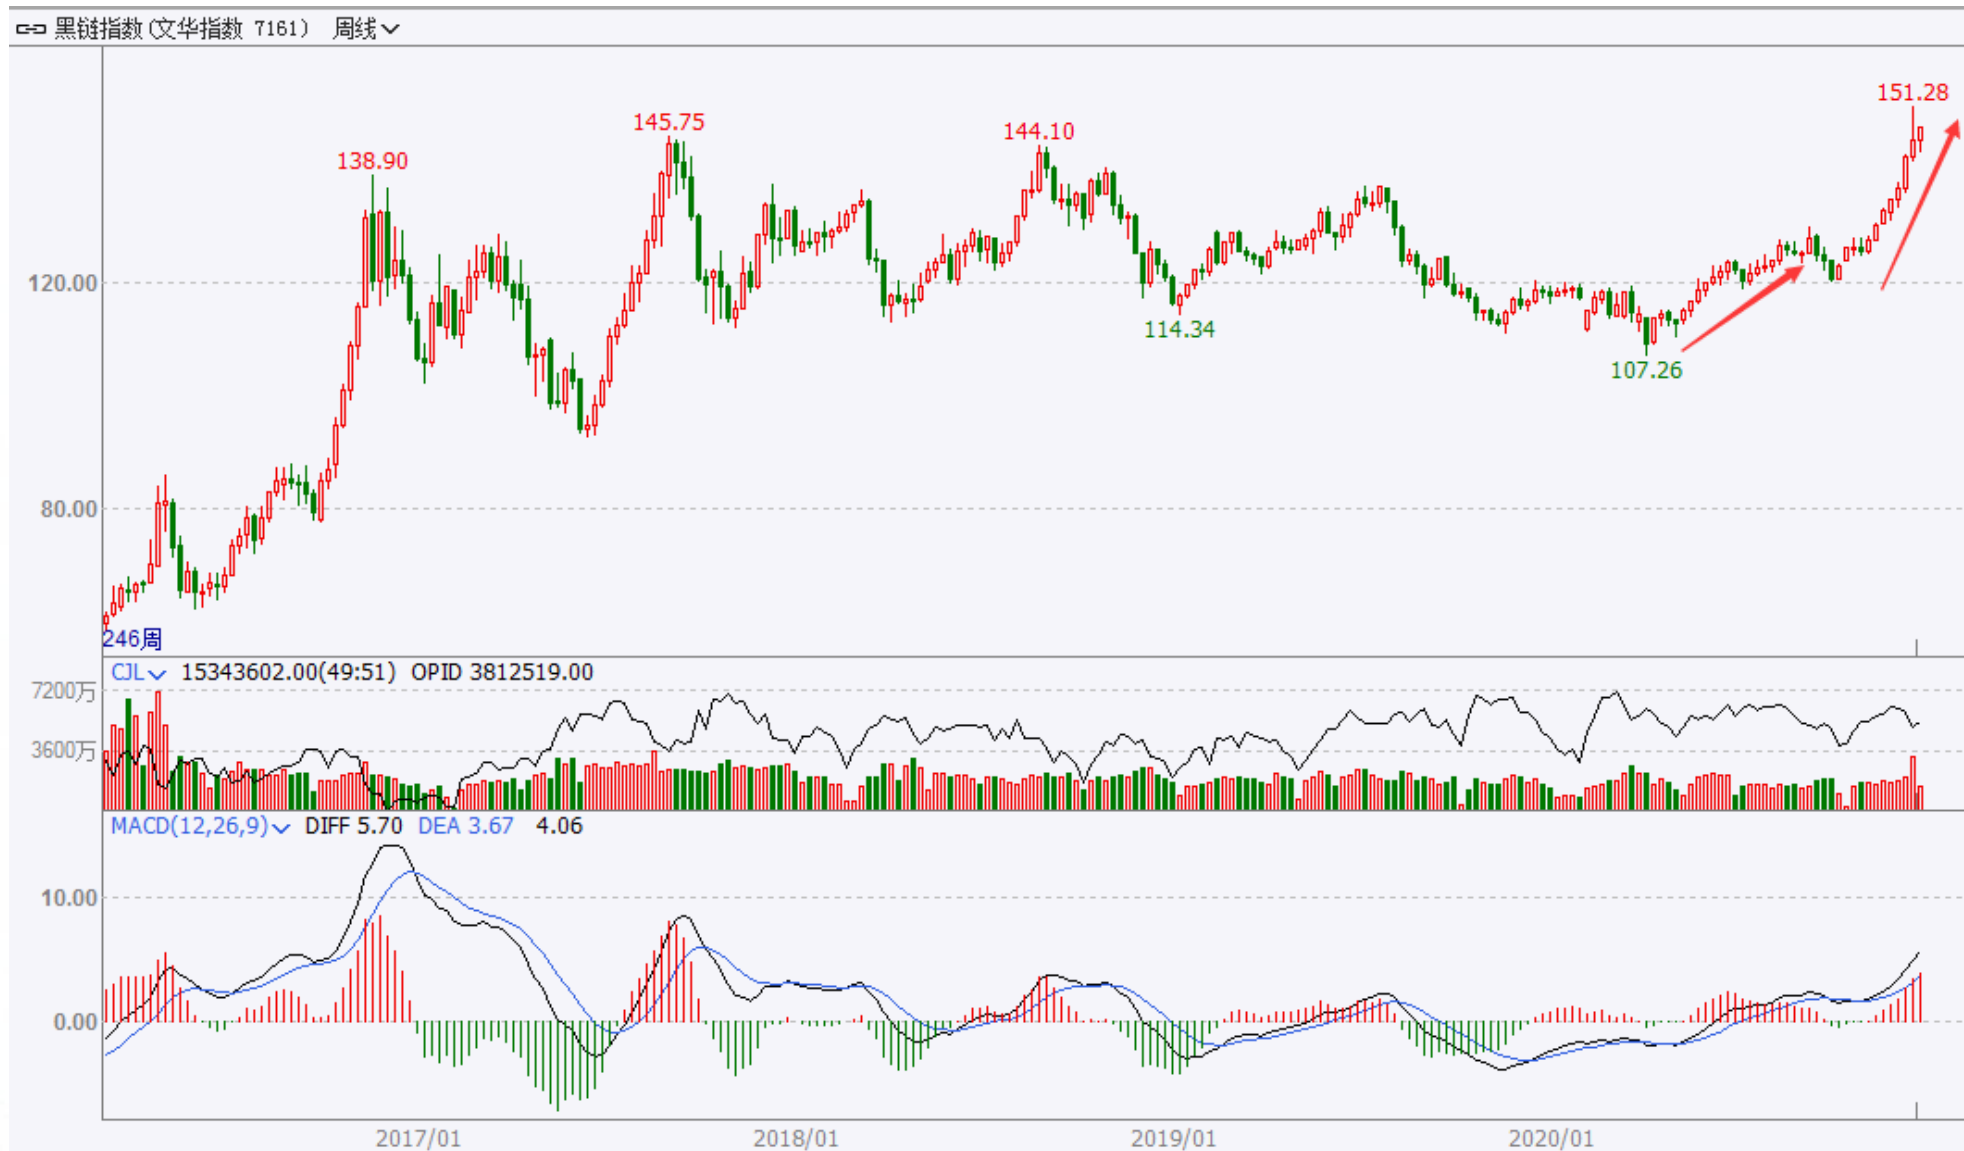 黑链指数(文华指数 7161) 周线
151.28
145.75
144.10
138.90
120.00
114.34
107.26
80.00
246周
CJL 15343602.00(49:51) OPID 3812519.00
7200万
3600万
MACD(12,26,9) DIFF 5.70 DEA 3.67 4.06
10.00
0.00
2017/01 2018/01 2019/01 2020/01